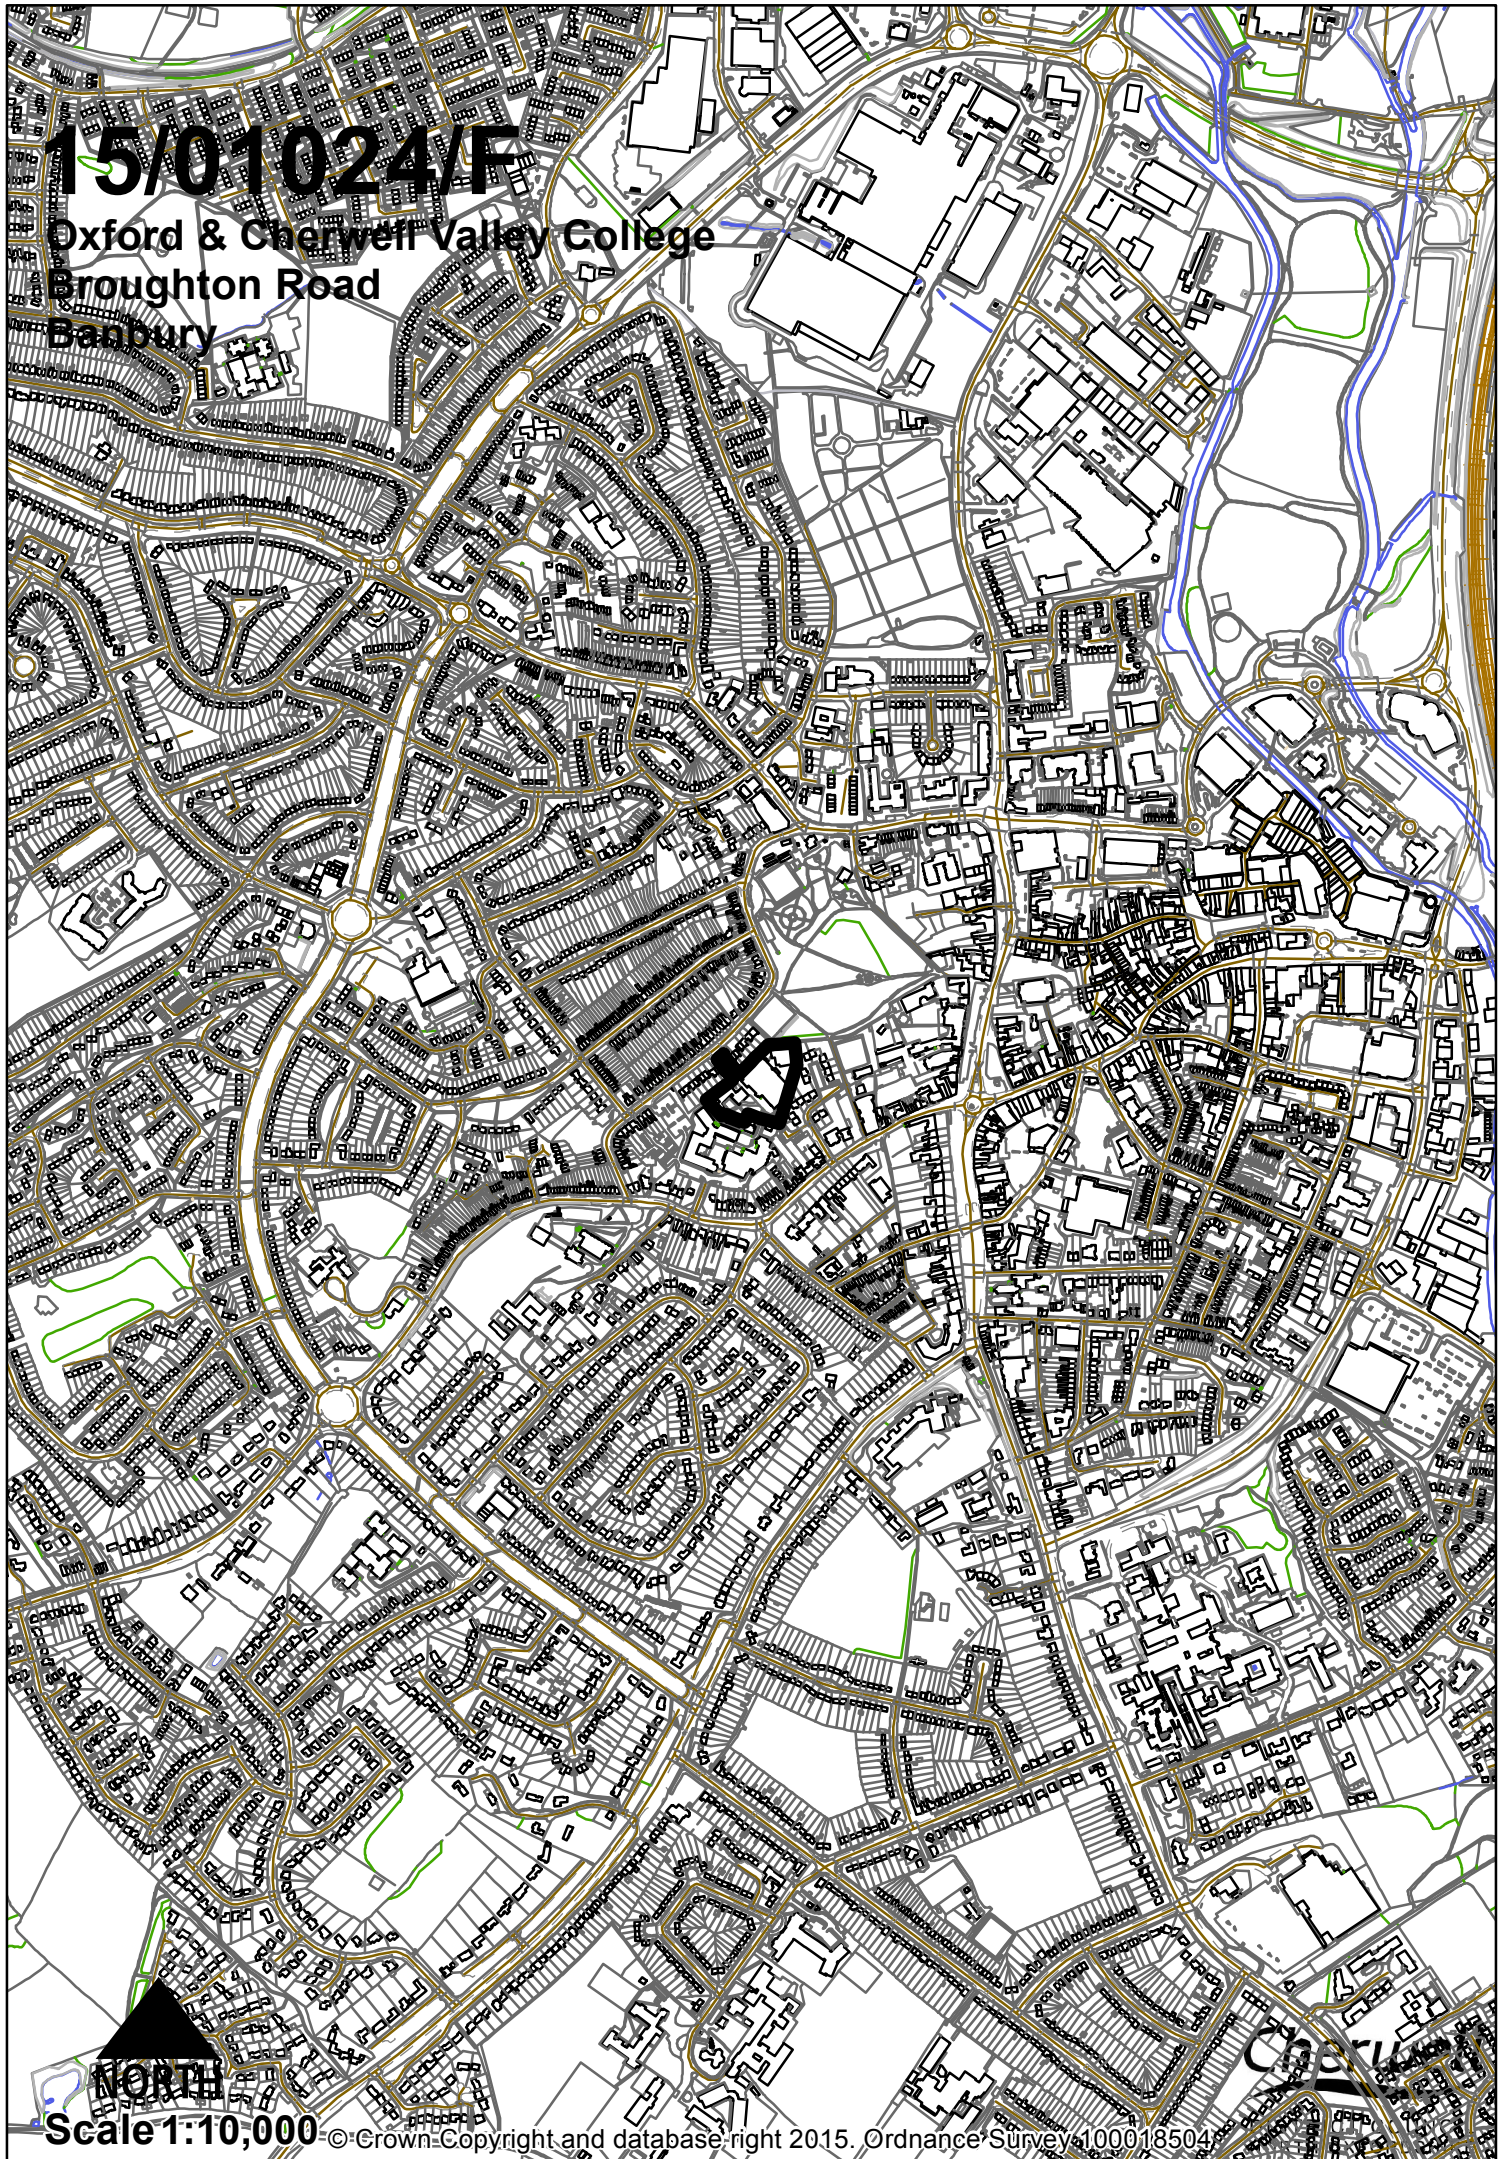 15/01024/F
Oxford & Cherwell Valley College
Broughton Road
Banbury
NORTH
Scale 1:10,000
© Crown Copyright and database right 2015. Ordnance Survey 100018504